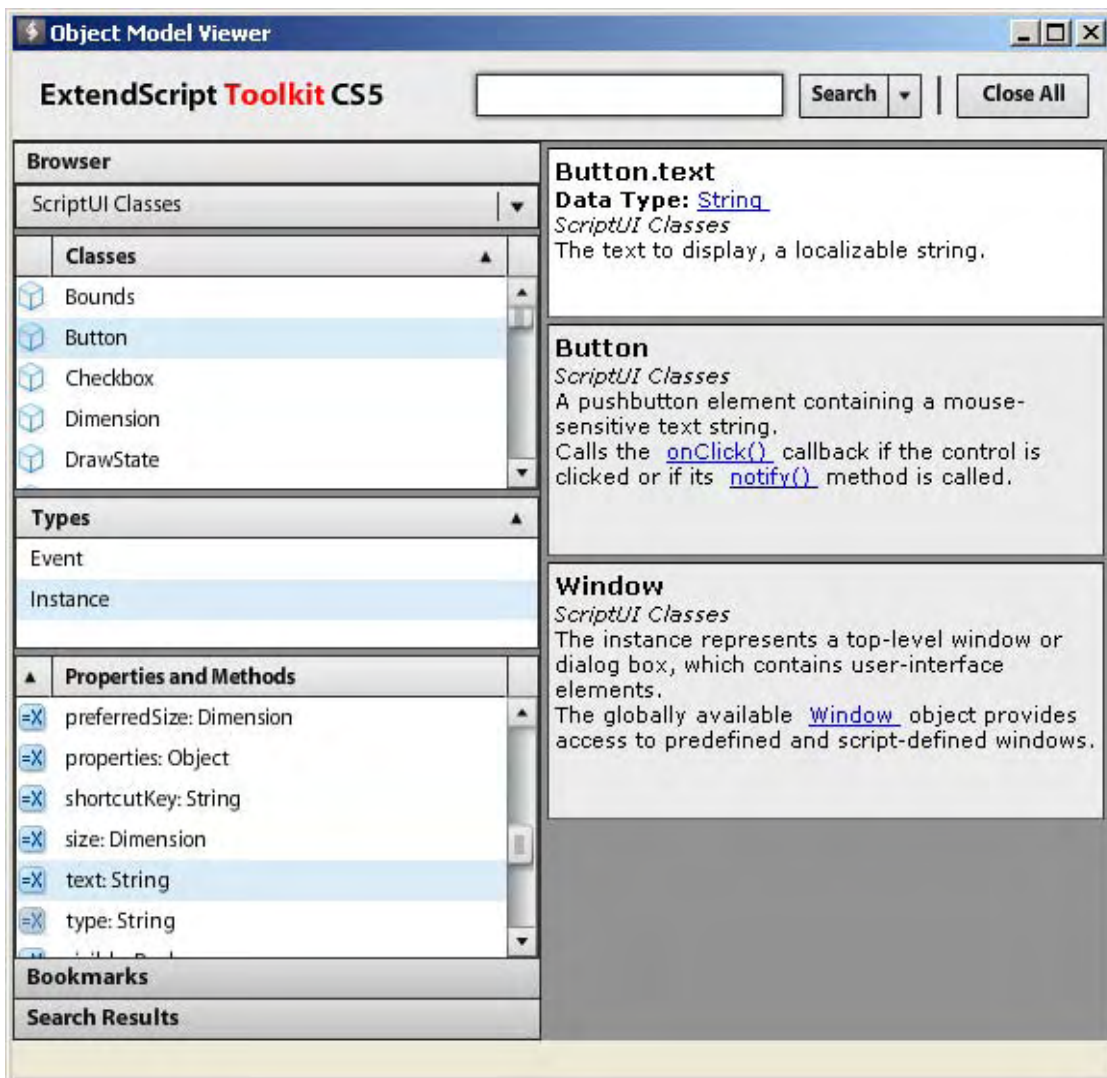 Object Model Viewer
ExtendScript Toolkit CS5
Search
Close All
Browser
ScriptUI Classes
Classes
Bounds
Button
Checkbox
Dimension
DrawState
Types
Event
Instance
Properties and Methods
=X preferredSize: Dimension
=X properties: Object
=X shortcutKey: String
=X size: Dimension
=X text: String
=X type: String
Bookmarks
Search Results
Button.text
Data Type: String
ScriptUI Classes
The text to display, a localizable string.
Button
ScriptUI Classes
A pushbutton element containing a mouse-
sensitive text string.
Calls the onClick() callback if the control is
clicked or if its notify() method is called.
Window
ScriptUI Classes
The instance represents a top-level window or
dialog box, which contains user-interface
elements.
The globally available Window object provides
access to predefined and script-defined windows.